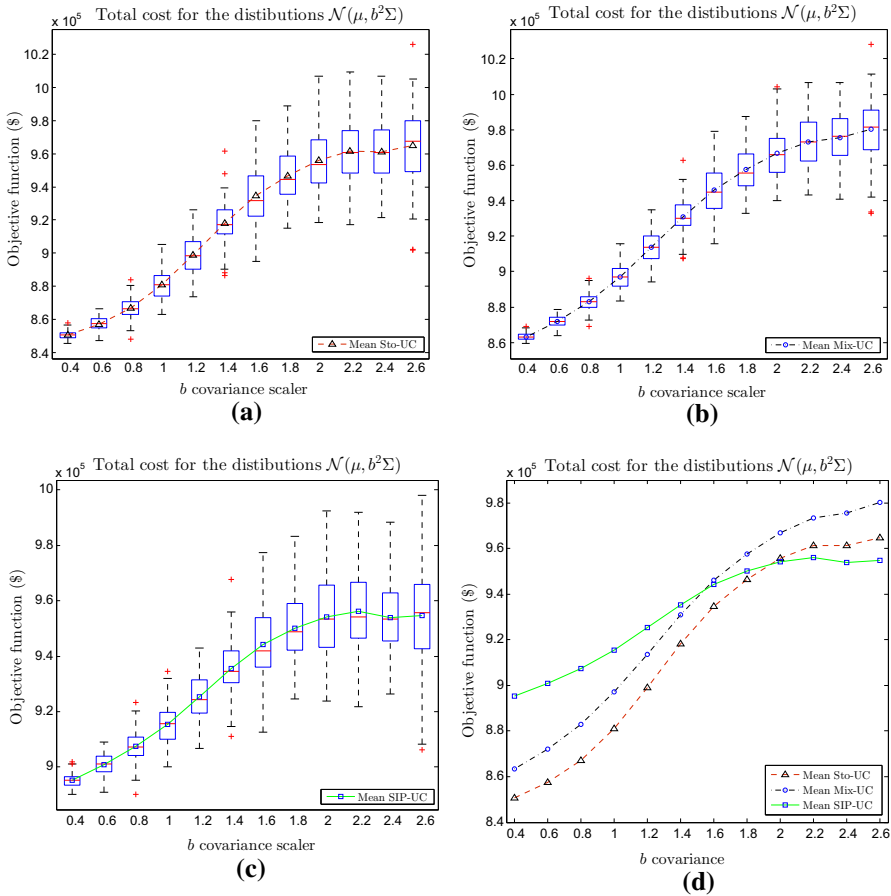 Total cost for the distibutions N(μ, b²Σ)
x 10⁵
10.2
10
9.8
9.6
9.4
9.2
9
8.8
8.6
8.4
Objective function ($)
Mean Sto-UC
0.4 0.6 0.8 1 1.2 1.4 1.6 1.8 2 2.2 2.4 2.6
b covariance scaler
(a)
Total cost for the distibutions N(μ, b²Σ)
x 10⁵
10.2
10
9.8
9.6
9.4
9.2
9
8.8
8.6
Objective function ($)
Mean Mix-UC
0.4 0.6 0.8 1 1.2 1.4 1.6 1.8 2 2.2 2.4 2.6
b covariance scaler
(b)
Total cost for the distibutions N(μ, b²Σ)
x 10⁵
10
9.8
9.6
9.4
9.2
9
Objective function ($)
Mean SIP-UC
0.4 0.6 0.8 1 1.2 1.4 1.6 1.8 2 2.2 2.4 2.6
b covariance scaler
(c)
Total cost for the distibutions N(μ, b²Σ)
x 10⁵
9.8
9.6
9.4
9.2
9
8.8
8.6
8.4
Objective function ($)
Mean Sto-UC
Mean Mix-UC
Mean SIP-UC
0.4 0.6 0.8 1 1.2 1.4 1.6 1.8 2 2.2 2.4 2.6
b covariance
(d)